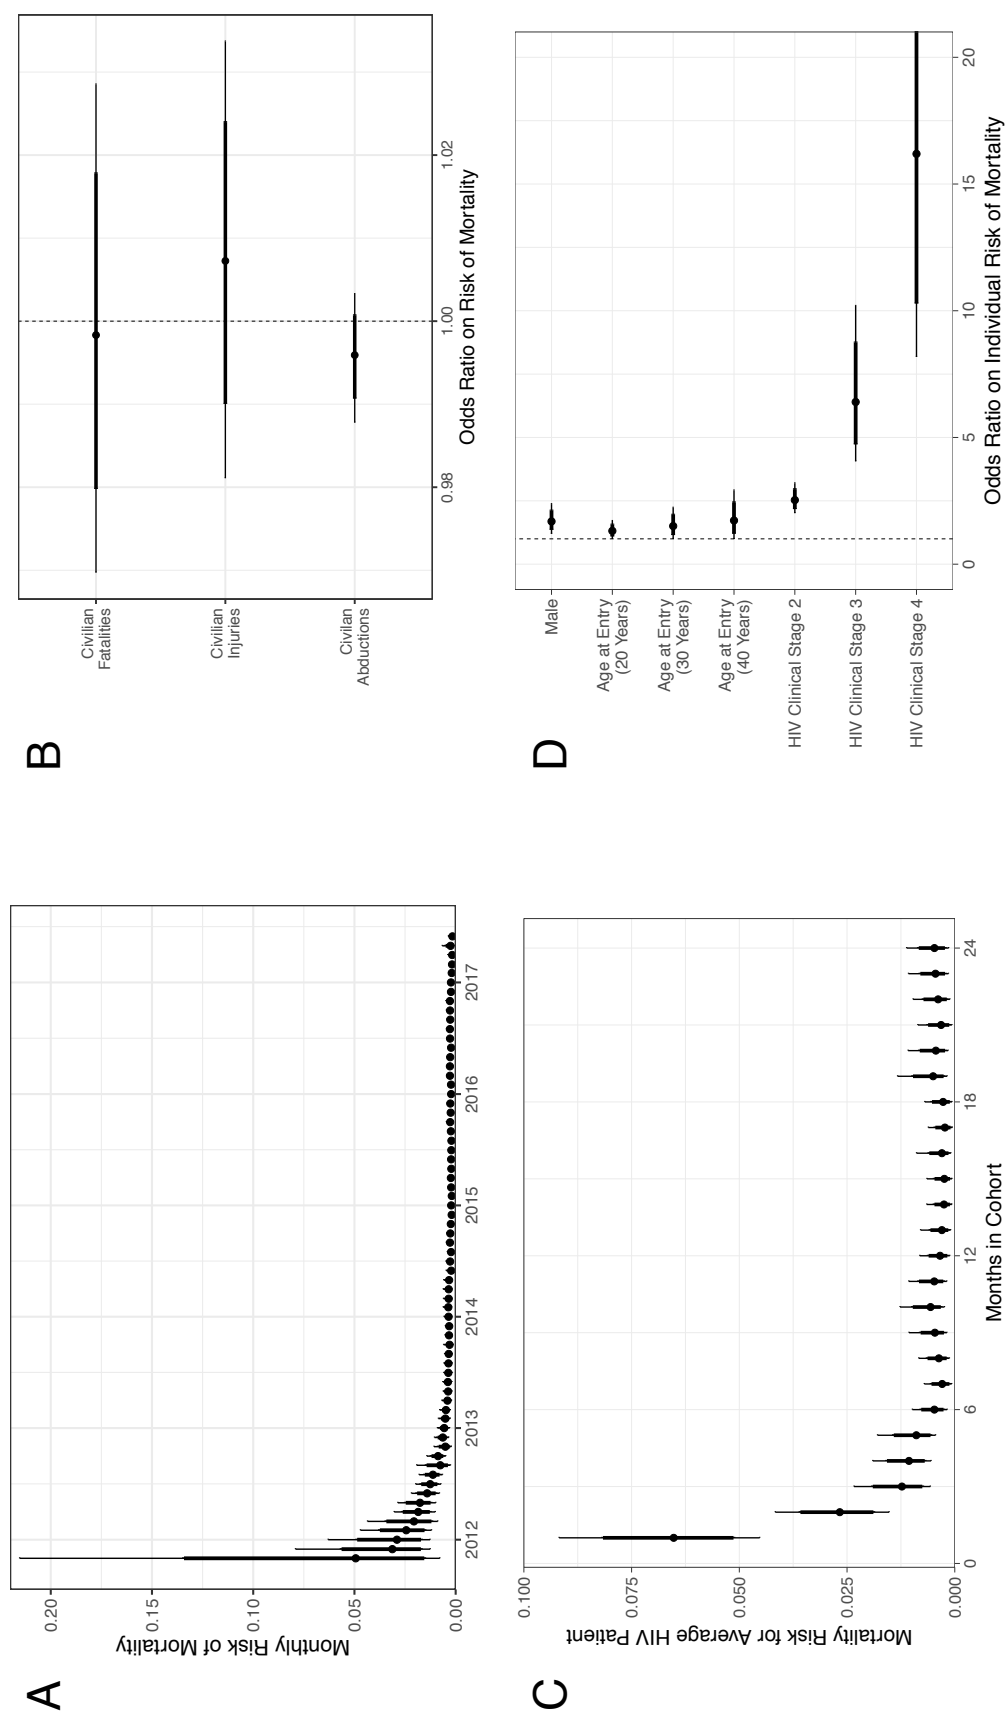 A
Monthly Risk of Mortality
0.20
0.15
0.10
0.05
0.00
2012
2013
2014
2015
2016
2017
B
Civilian
Fatalities
Civilian
Injuries
Civilan
Abductions
0.98
1.00
1.02
Odds Ratio on Risk of Mortality
C
Mortality Risk for Average HIV Patient
0.100
0.075
0.050
0.025
0.000
0
6
12
18
24
Months in Cohort
D
Male
Age at Entry
(20 Years)
Age at Entry
(30 Years)
Age at Entry
(40 Years)
HIV Clinical Stage 2
HIV Clinical Stage 3
HIV Clinical Stage 4
0
5
10
15
20
Odds Ratio on Individual Risk of Mortality